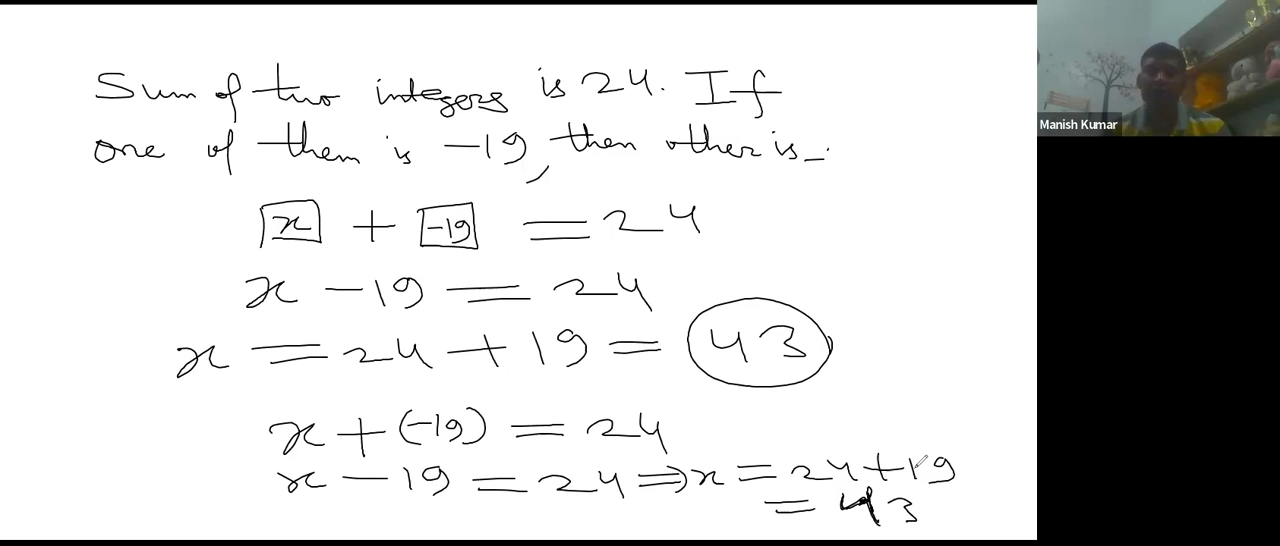 Sum of two integers is 24. If
one of them is -19, then other is -.
x + -19 = 24
x - 19 = 24
x = 24 + 19 = 43
x + (-19) = 24
x - 19 = 24 ⇒ x = 24 + 19
= 43
Manish Kumar